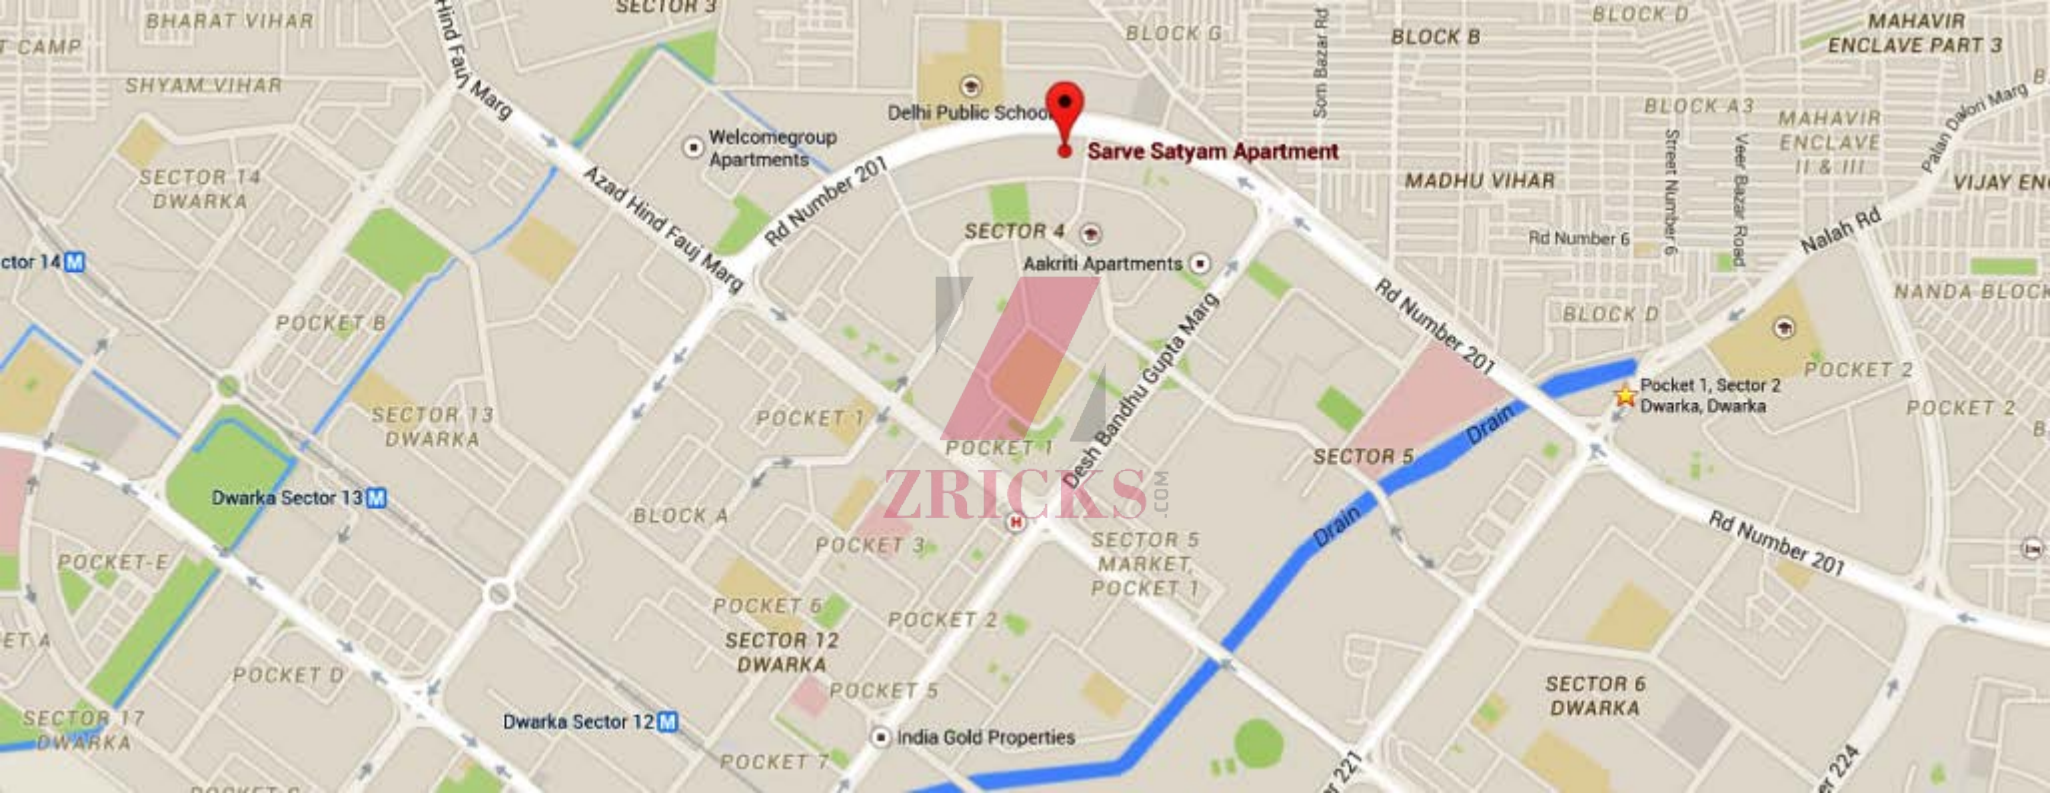 SECTOR 3
BHARAT VIHAR
T CAMP
SHYAM VIHAR
Hind Fauj Marg
BLOCK G
Som Bazar Rd
BLOCK B
BLOCK D
MAHAVIR
ENCLAVE PART 3
Delhi Public School
Welcomegroup
Apartments
Sarve Satyam Apartment
BLOCK A3
MAHAVIR
ENCLAVE
II & III
Palan Dalori Marg
Street Number 6
Veer Bazar Road
SECTOR 14
DWARKA
Azad Hind Fauj Marg
Rd Number 201
MADHU VIHAR
VIJAY EN
SECTOR 4
Rd Number 6
Nalah Rd
ctor 14 M
Aakriti Apartments
NANDA BLOCK
POCKET B
Desh Bandhu Gupta Marg
Rd Number 201
BLOCK D
POCKET 2
Pocket 1, Sector 2
Dwarka, Dwarka
POCKET 2
SECTOR 13
DWARKA
POCKET 1
POCKET 1
Drain
SECTOR 5
Dwarka Sector 13 M
ZRICKS
.COM
BLOCK A
H
Drain
Rd Number 201
POCKET 3
SECTOR 5
MARKET,
POCKET 1
POCKET-E
POCKET 6
POCKET 2
ET A
SECTOR 12
DWARKA
POCKET D
POCKET 5
SECTOR 6
DWARKA
SECTOR 17
DWARKA
Dwarka Sector 12 M
India Gold Properties
POCKET 7
er 221
er 224